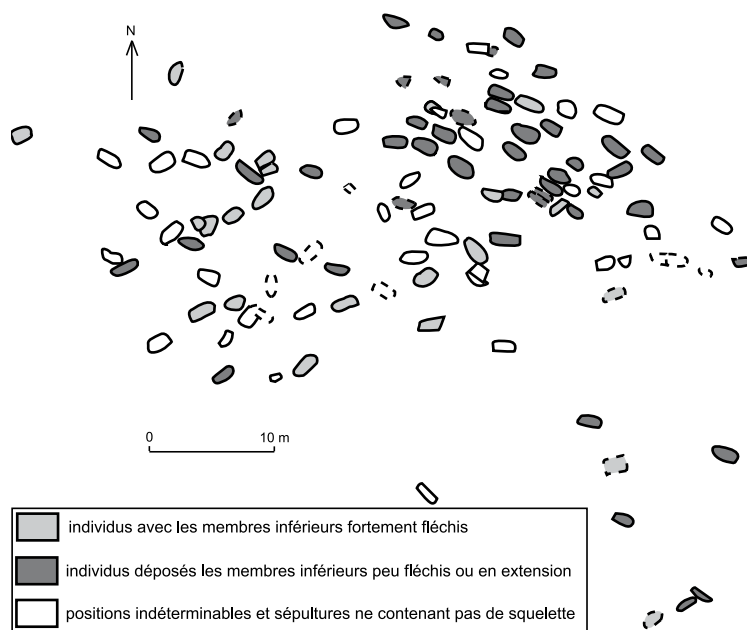 N
0 10 m
individus avec les membres inférieurs fortement fléchis
individus déposés les membres inférieurs peu fléchis ou en extension
positions indéterminables et sépultures ne contenant pas de squelette